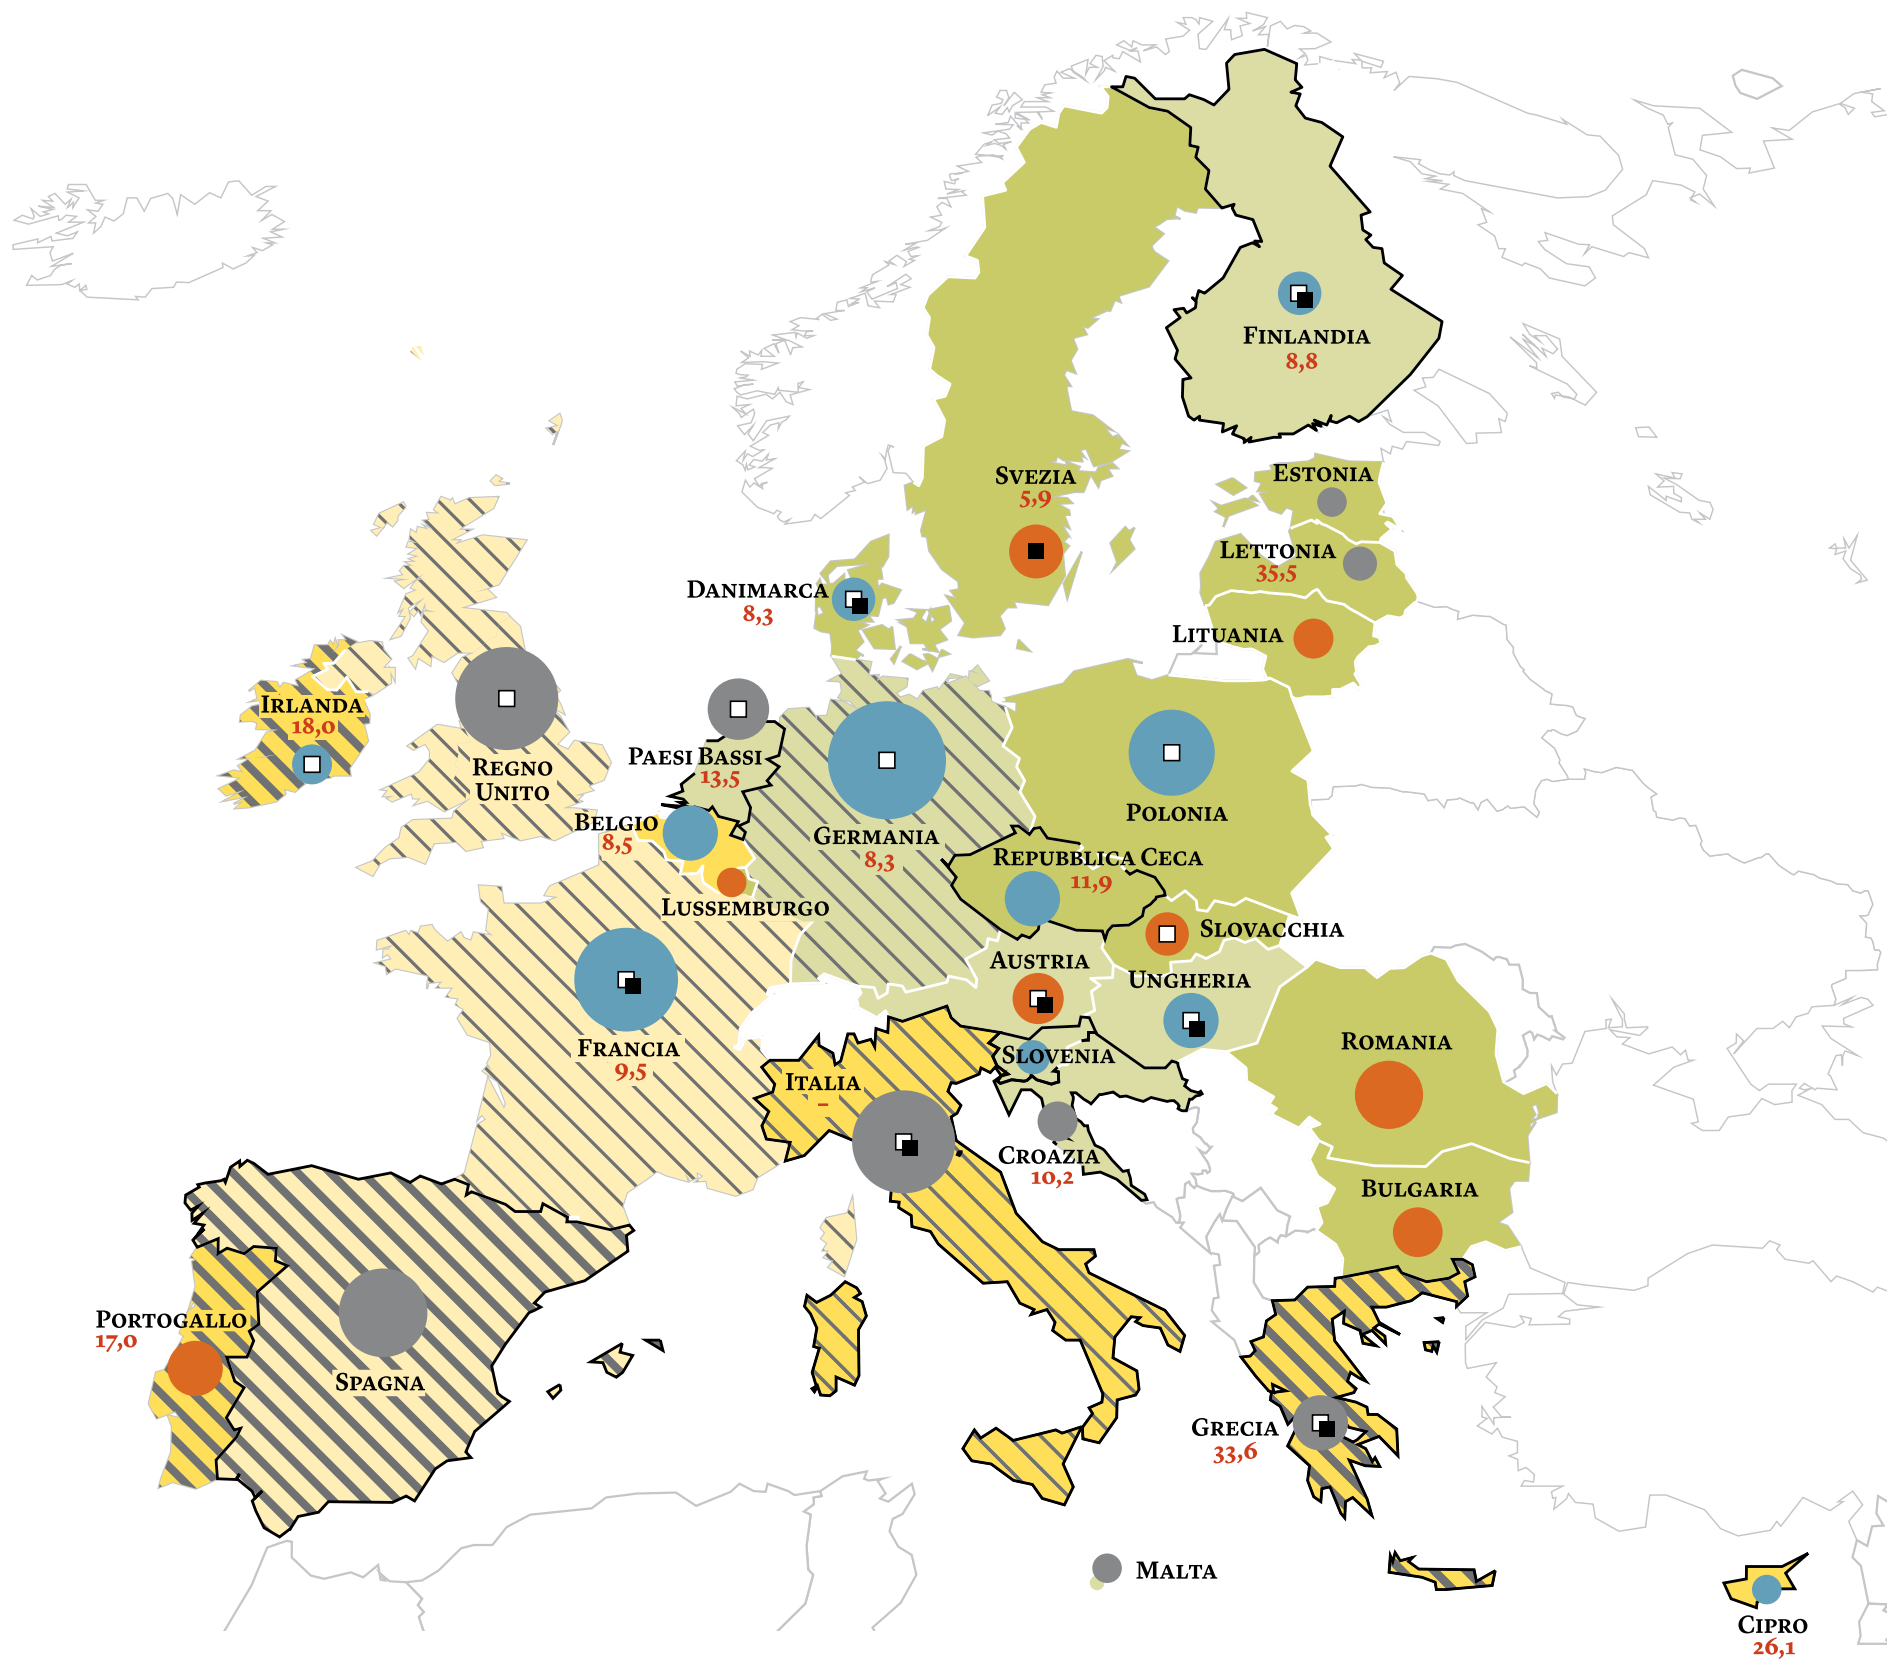 Finlandia
8,8
Svezia
5,9
Estonia
Lettonia
35,5
Danimarca
8,3
Lituania
Irlanda
18,0
Regno
Unito
Paesi Bassi
13,5
Belgio
8,5
Germania
8,3
Polonia
Repubblica Ceca
11,9
Lussemburgo
Slovacchia
Austria
Ungheria
Francia
9,5
Slovenia
Romania
Italia
–
Croazia
10,2
Bulgaria
Portogallo
17,0
Spagna
Grecia
33,6
Malta
Cipro
26,1